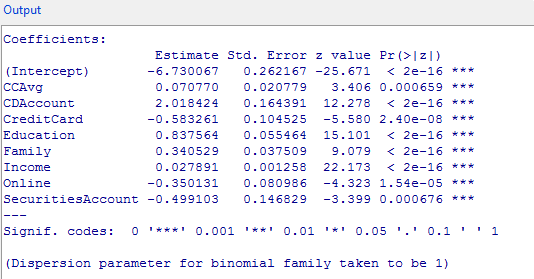 Output
Coefficients:
Estimate Std. Error z value Pr(>|z|)
(Intercept) -6.730067 0.262167 -25.671 < 2e-16 ***
CCAvg 0.070770 0.020779 3.406 0.000659 ***
CDAccount 2.018424 0.164391 12.278 < 2e-16 ***
CreditCard -0.583261 0.104525 -5.580 2.40e-08 ***
Education 0.837564 0.055464 15.101 < 2e-16 ***
Family 0.340529 0.037509 9.079 < 2e-16 ***
Income 0.027891 0.001258 22.173 < 2e-16 ***
Online -0.350131 0.080986 -4.323 1.54e-05 ***
SecuritiesAccount -0.499103 0.146829 -3.399 0.000676 ***
---
Signif. codes: 0 '***' 0.001 '**' 0.01 '*' 0.05 '.' 0.1 ' ' 1
(Dispersion parameter for binomial family taken to be 1)